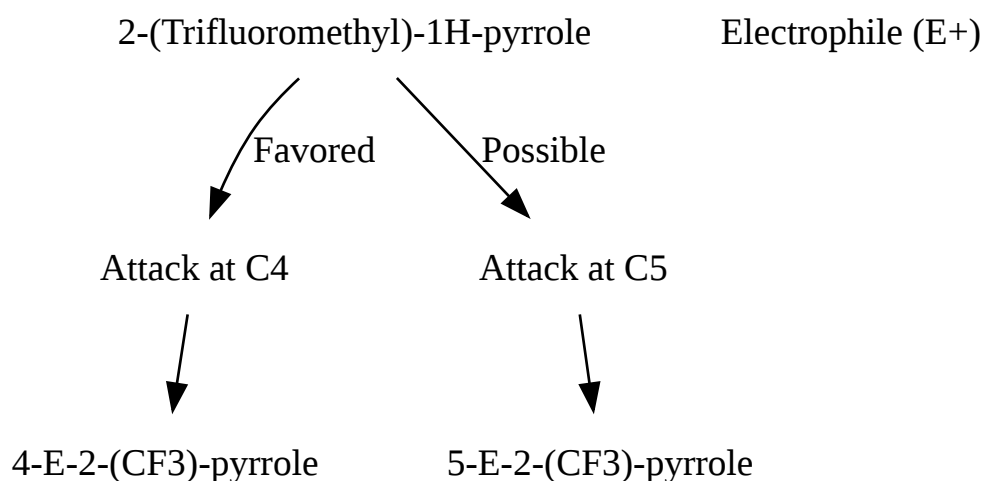 2-(Trifluoromethyl)-1H-pyrrole
Electrophile (E+)
Favored
Possible
Attack at C4
Attack at C5
4-E-2-(CF3)-pyrrole
5-E-2-(CF3)-pyrrole